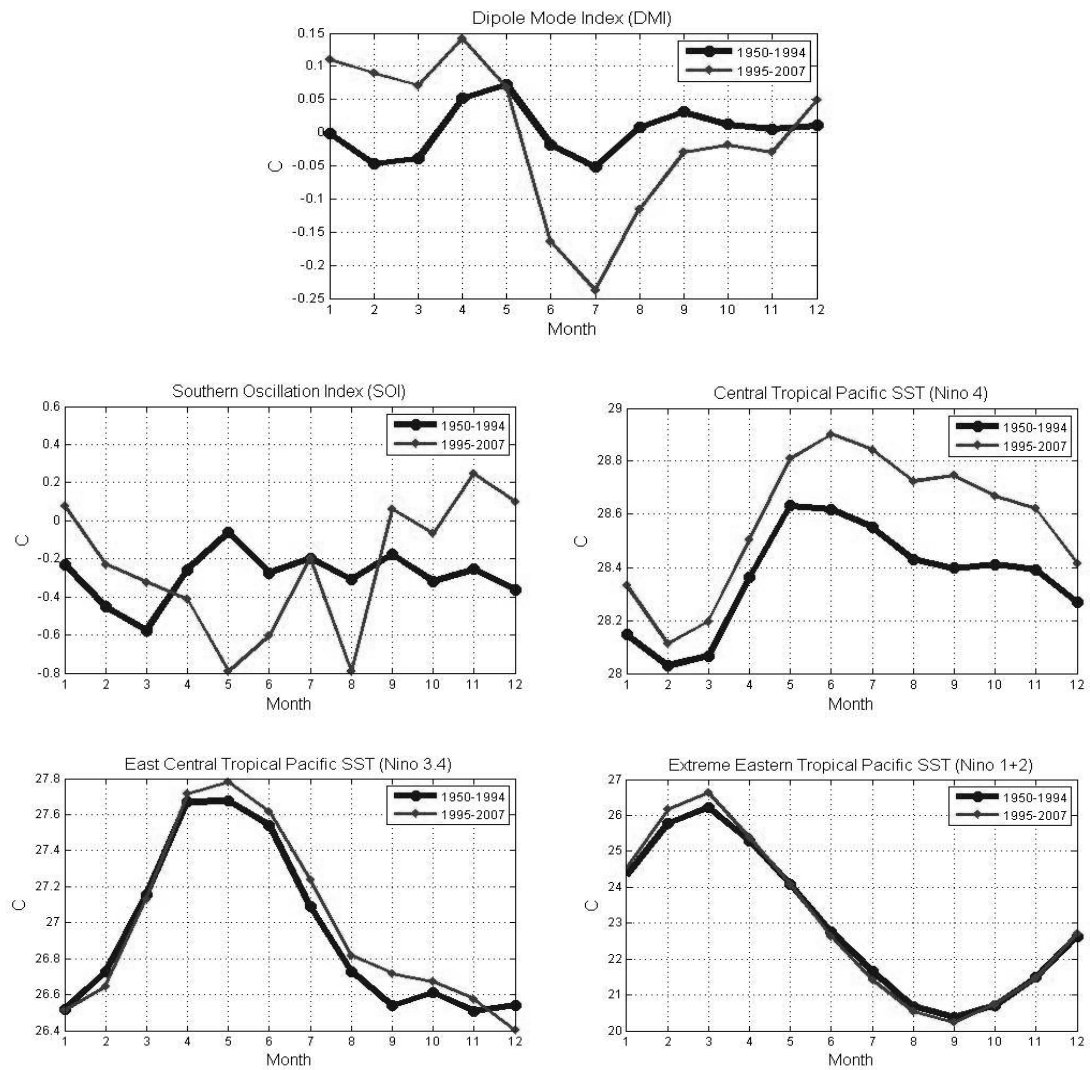 Dipole Mode Index (DMI)
0.15
0.1
0.05
0
-0.05
-0.1
-0.15
-0.2
-0.25
C
1950-1994
1995-2007
1 2 3 4 5 6 7 8 9 10 11 12
Month
Southern Oscillation Index (SOI)
0.6
0.4
0.2
0
-0.2
-0.4
-0.6
-0.8
C
1950-1994
1995-2007
1 2 3 4 5 6 7 8 9 10 11 12
Month
Central Tropical Pacific SST (Nino 4)
29
28.8
28.6
28.4
28.2
28
C
1950-1994
1995-2007
1 2 3 4 5 6 7 8 9 10 11 12
Month
East Central Tropical Pacific SST (Nino 3.4)
27.8
27.6
27.4
27.2
27
26.8
26.6
26.4
C
1950-1994
1995-2007
1 2 3 4 5 6 7 8 9 10 11 12
Month
Extreme Eastern Tropical Pacific SST (Nino 1+2)
27
26
25
24
23
22
21
20
C
1950-1994
1995-2007
1 2 3 4 5 6 7 8 9 10 11 12
Month